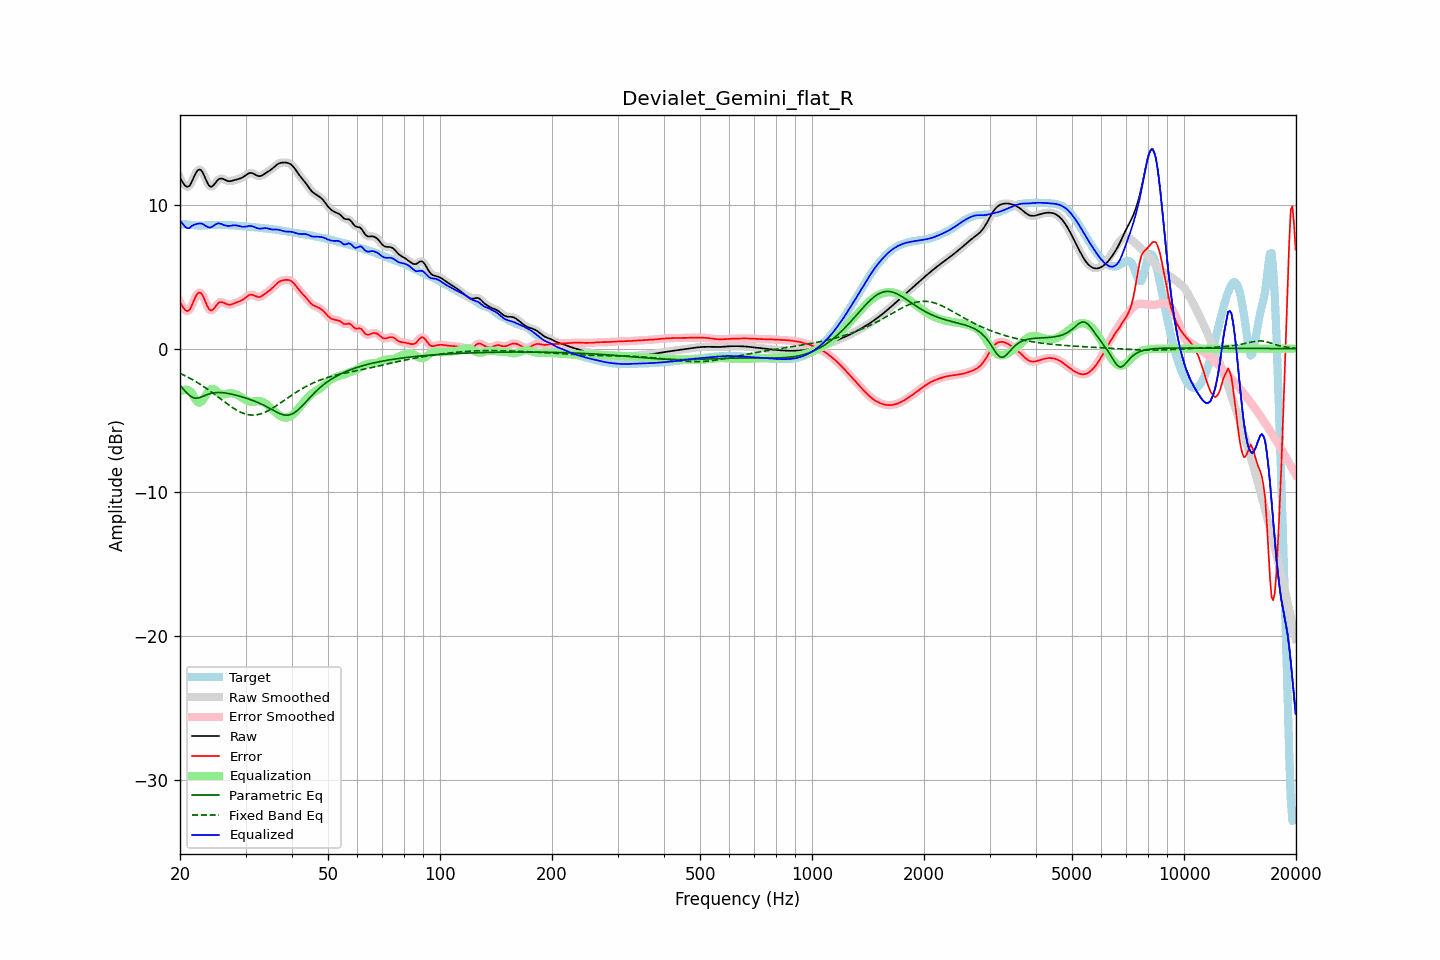 Devialet_Gemini_flat_R
Amplitude (dBr)
10
0
−10
−20
−30
Target
Raw Smoothed
Error Smoothed
Raw
Error
Equalization
Parametric Eq
Fixed Band Eq
Equalized
20 50 100 200 500 1000 2000 5000 10000 20000
Frequency (Hz)